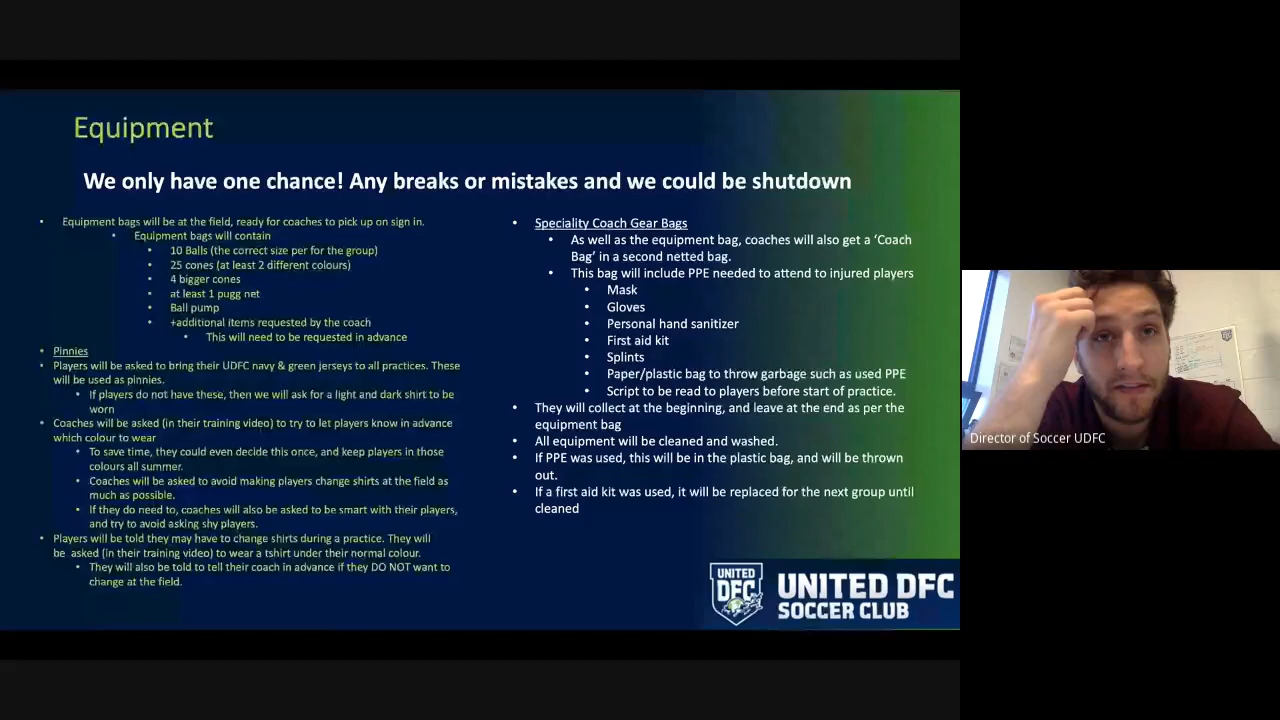 Equipment
We only have one chance! Any breaks or mistakes and we could be shutdown
• Equipment bags will be at the field, ready for coaches to pick up on sign in.
• Equipment bags will contain
• 10 Balls (the correct size per for the group)
• 25 cones (at least 2 different colours)
• 4 bigger cones
• at least 1 pugg net
• Ball pump
• +additional items requested by the coach
• This will need to be requested in advance
• Pinnies
• Players will be asked to bring their UDFC navy & green jerseys to all practices. These
will be used as pinnies.
• If players do not have these, then we will ask for a light and dark shirt to be
worn
• Coaches will be asked (in their training video) to try to let players know in advance
which colour to wear
• To save time, they could even decide this once, and keep players in those
colours all summer.
• Coaches will be asked to avoid making players change shirts at the field as
much as possible.
• If they do need to, coaches will also be asked to be smart with their players,
and try to avoid asking shy players.
• Players will be told they may have to change shirts during a practice. They will
be asked (in their training video) to wear a tshirt under their normal colour.
• They will also be told to tell their coach in advance if they DO NOT want to
change at the field.
• Speciality Coach Gear Bags
• As well as the equipment bag, coaches will also get a ‘Coach
Bag’ in a second netted bag.
• This bag will include PPE needed to attend to injured players
• Mask
• Gloves
• Personal hand sanitizer
• First aid kit
• Splints
• Paper/plastic bag to throw garbage such as used PPE
• Script to be read to players before start of practice.
• They will collect at the beginning, and leave at the end as per the
equipment bag
• All equipment will be cleaned and washed.
• If PPE was used, this will be in the plastic bag, and will be thrown
out.
• If a first aid kit was used, it will be replaced for the next group until
cleaned
UNITED
DFC
UNITED DFC
SOCCER CLUB
Director of Soccer UDFC